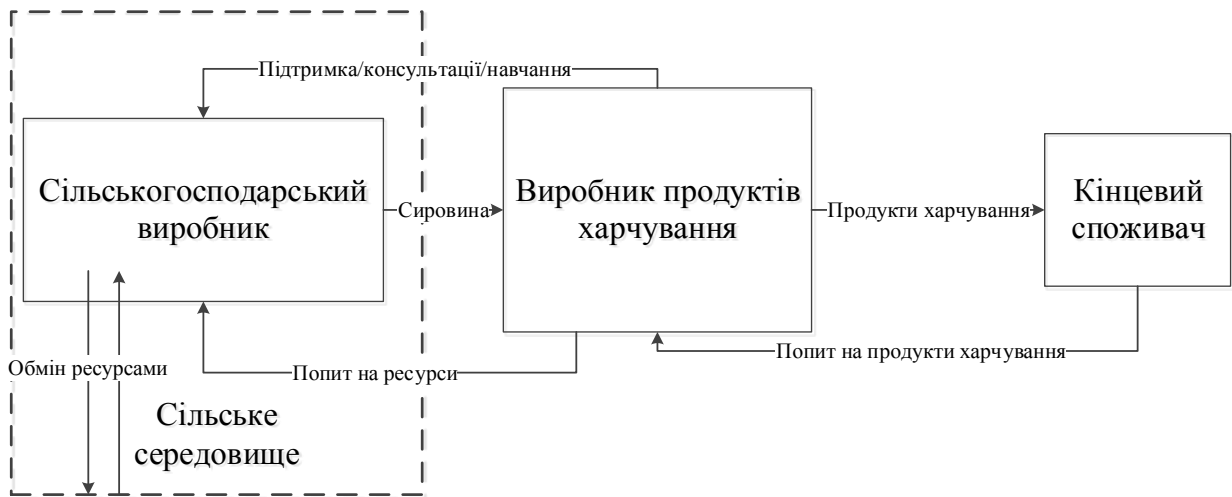 Підтримка/консультації/навчання
Сільськогосподарський
виробник
Сировина
Виробник продуктів
харчування
Продукти харчування
Кінцевий
споживач
Обмін ресурсами
Попит на ресурси
Попит на продукти харчування
Сільське
середовище